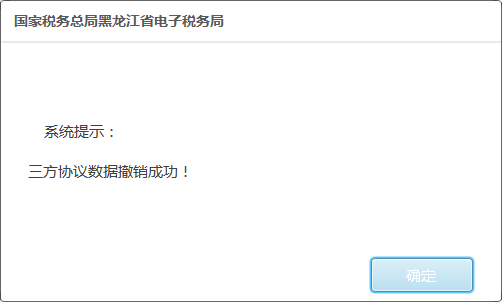 国家税务总局黑龙江省电子税务局
系统提示：
三方协议数据撤销成功！
确定